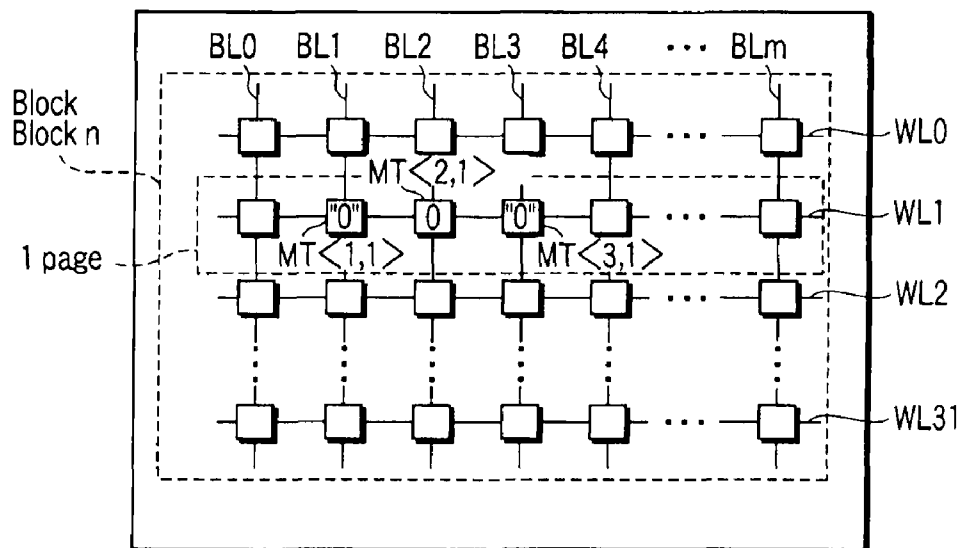 BL0 BL1 BL2 BL3 BL4 ... BLm
Block
Block n
WL0
MT<2,1>
"0" 0 "0"
WL1
MT<1,1> MT<3,1>
1 page
WL2
WL31